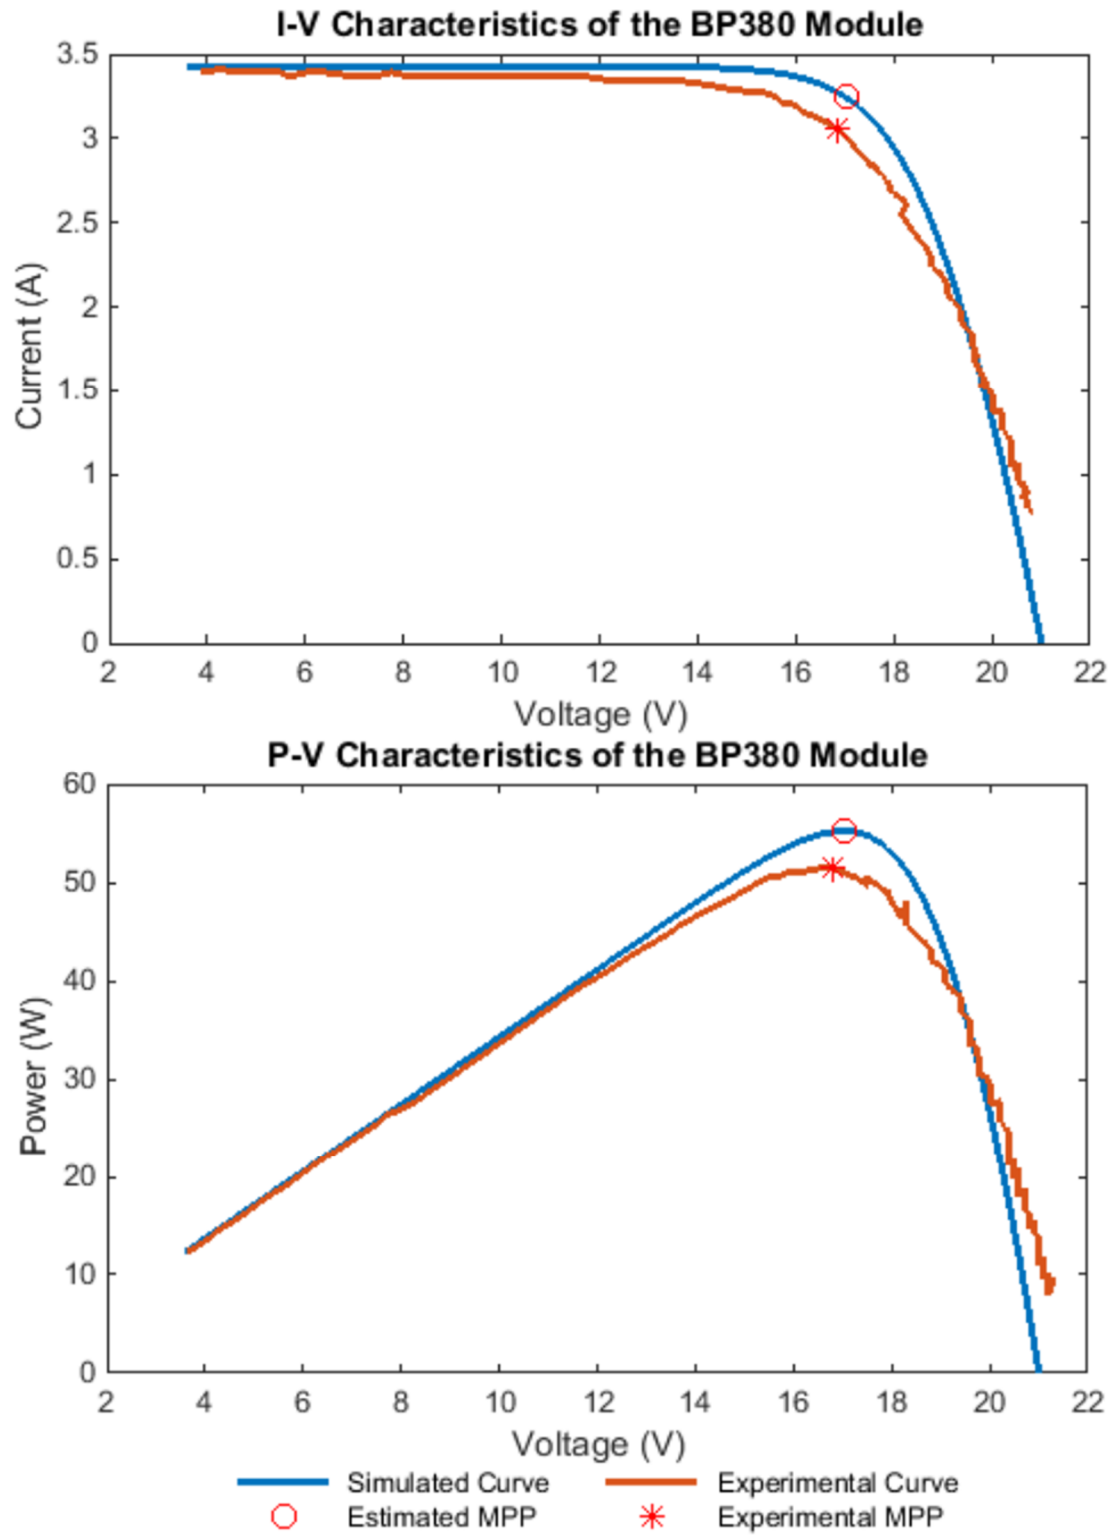 I-V Characteristics of the BP380 Module
3.5
3
2.5
2
1.5
1
0.5
0
Current (A)
2 4 6 8 10 12 14 16 18 20 22
Voltage (V)
P-V Characteristics of the BP380 Module
60
50
40
30
20
10
0
Power (W)
2 4 6 8 10 12 14 16 18 20 22
Voltage (V)
Simulated Curve Experimental Curve
Estimated MPP Experimental MPP